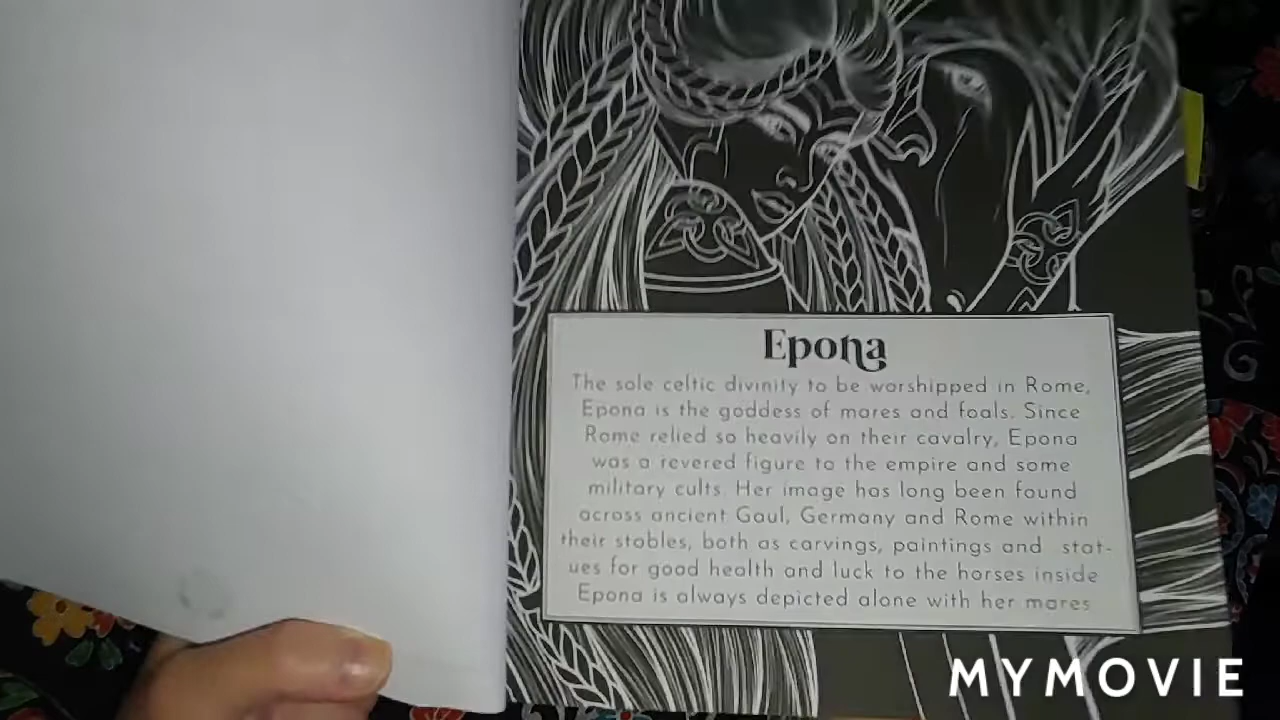 Epona
The sole celtic divinity to be worshipped in Rome,
Epona is the goddess of mares and foals. Since
Rome relied so heavily on their cavalry, Epona
was a revered figure to the empire and some
military cults. Her image has long been found
across ancient Gaul, Germany and Rome within
their stables, both as carvings, paintings and stat-
ues for good health and luck to the horses inside
Epona is always depicted alone with her mares
MYMOVIE